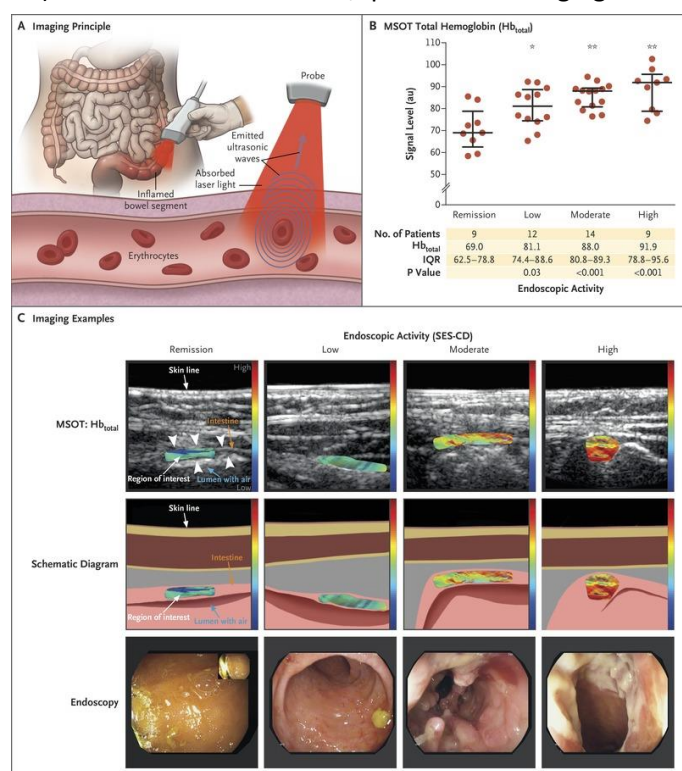 A Imaging Principle
Probe
Emitted
ultrasonic
waves
Absorbed
laser light
Inflamed
bowel segment
Erythrocytes
B MSOT Total Hemoglobin (Hbtotal)
Signal Level (au)
110
100
90
80
70
60
50
0
* ** **
Remission Low Moderate High
No. of Patients 9 12 14 9
Hbtotal 69.0 81.1 88.0 91.9
IQR 62.5–78.8 74.4–88.6 80.8–89.3 78.8–95.6
P Value 0.03 <0.001 <0.001
Endoscopic Activity
C Imaging Examples
Endoscopic Activity (SES-CD)
Remission Low Moderate High
MSOT: Hbtotal
Skin line
High
Intestine
Region of interest
Lumen with air
Low
Schematic Diagram
Skin line
Intestine
Region of interest
Lumen with air
Endoscopy